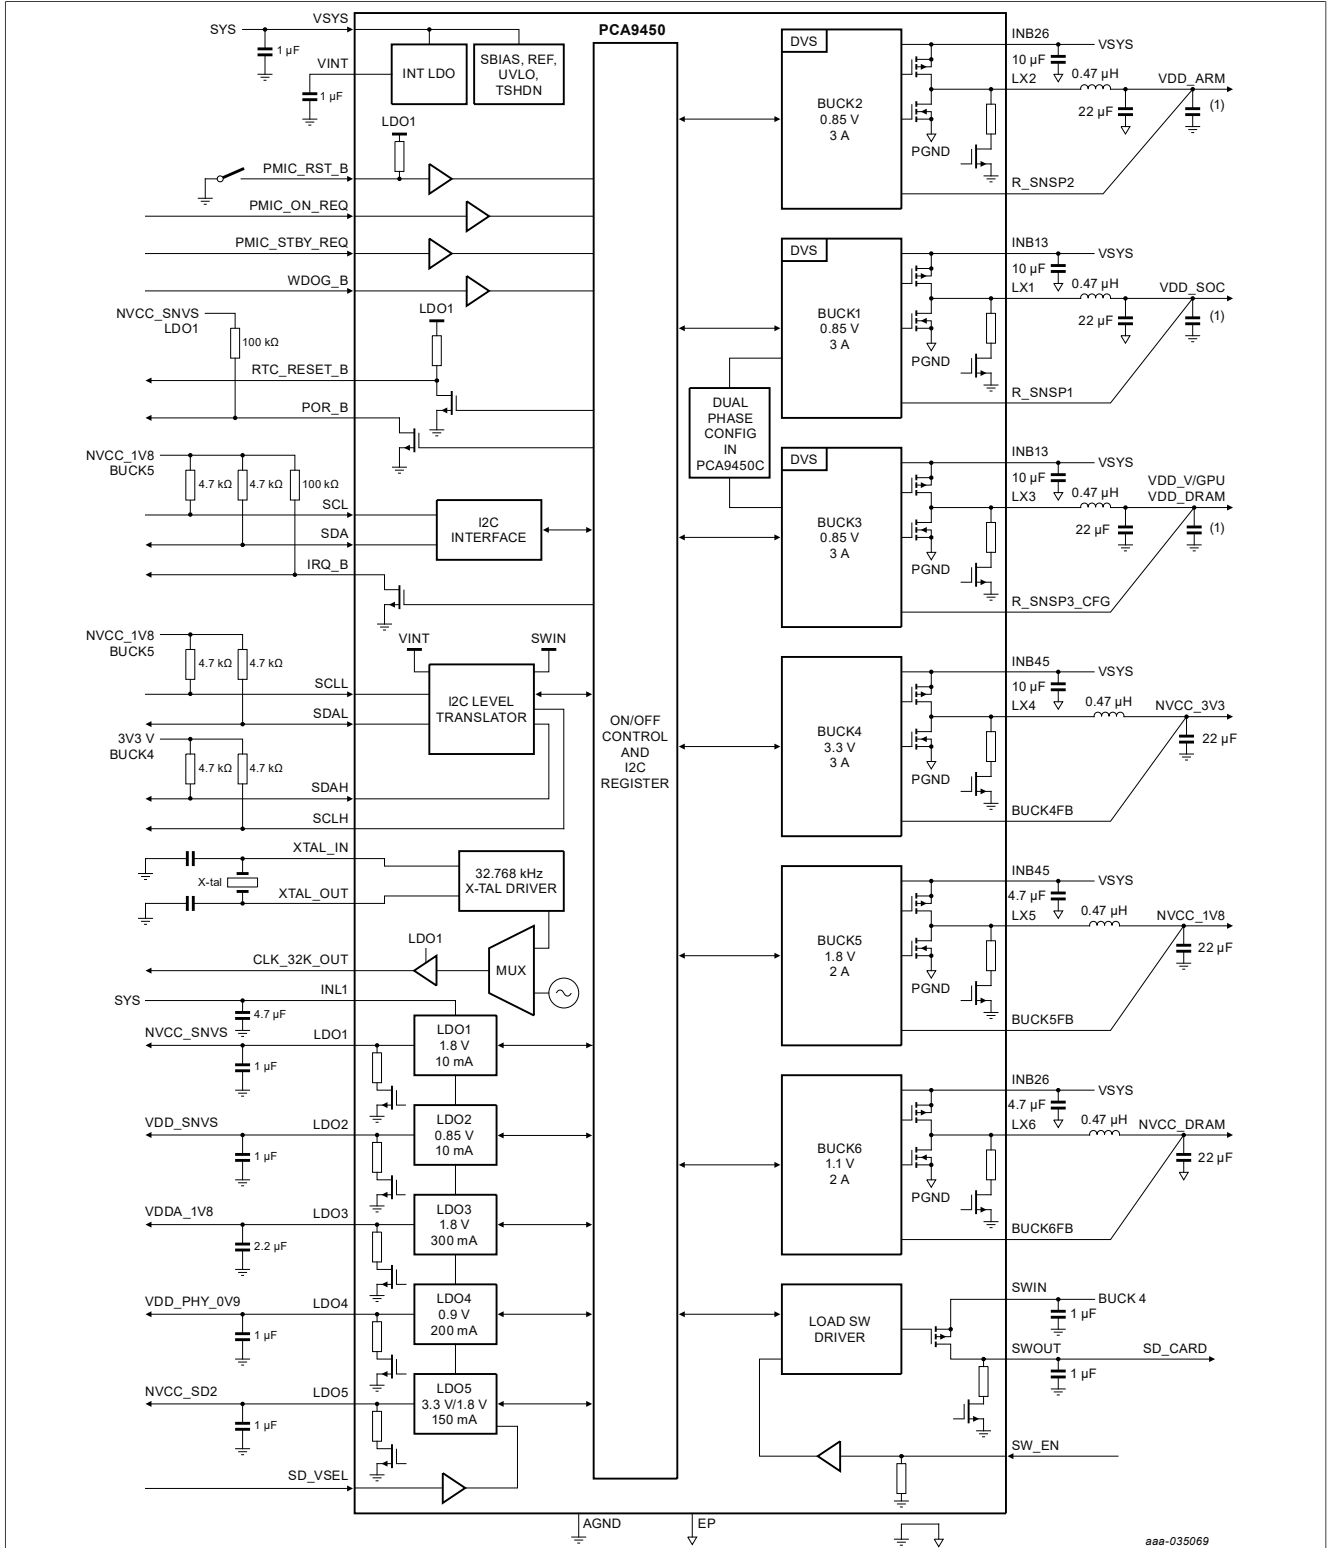 PCA9450
SYS
VSYS
1 µF
VINT
1 µF
INT LDO
SBIAS, REF,
UVLO,
TSHDN
LDO1
PMIC_RST_B
PMIC_ON_REQ
PMIC_STBY_REQ
WDOG_B
NVCC_SNVS
LDO1
100 kΩ
LDO1
RTC_RESET_B
POR_B
NVCC_1V8
BUCK5
4.7 kΩ
4.7 kΩ
100 kΩ
SCL
SDA
IRQ_B
I2C
INTERFACE
NVCC_1V8
BUCK5
4.7 kΩ
4.7 kΩ
SCLL
SDAL
VINT
SWIN
I2C LEVEL
TRANSLATOR
3V3 V
BUCK4
4.7 kΩ
4.7 kΩ
SDAH
SCLH
XTAL_IN
X-tal
XTAL_OUT
32.768 kHz
X-TAL DRIVER
LDO1
CLK_32K_OUT
MUX
SYS
INL1
4.7 µF
NVCC_SNVS
LDO1
1 µF
LDO1
1.8 V
10 mA
VDD_SNVS
LDO2
1 µF
LDO2
0.85 V
10 mA
VDDA_1V8
LDO3
2.2 µF
LDO3
1.8 V
300 mA
VDD_PHY_0V9
LDO4
1 µF
LDO4
0.9 V
200 mA
NVCC_SD2
LDO5
1 µF
LDO5
3.3 V/1.8 V
150 mA
SD_VSEL
ON/OFF
CONTROL
AND
I2C
REGISTER
DVS
BUCK2
0.85 V
3 A
PGND
INB26
VSYS
10 µF
LX2
0.47 µH
VDD_ARM
22 µF
(1)
R_SNSP2
DVS
BUCK1
0.85 V
3 A
PGND
INB13
VSYS
10 µF
LX1
0.47 µH
VDD_SOC
22 µF
(1)
R_SNSP1
DUAL
PHASE
CONFIG
IN
PCA9450C
DVS
BUCK3
0.85 V
3 A
PGND
INB13
VSYS
10 µF
LX3
0.47 µH
VDD_V/GPU
VDD_DRAM
22 µF
(1)
R_SNSP3_CFG
BUCK4
3.3 V
3 A
PGND
INB45
VSYS
10 µF
LX4
0.47 µH
NVCC_3V3
22 µF
BUCK4FB
BUCK5
1.8 V
2 A
PGND
INB45
VSYS
4.7 µF
LX5
0.47 µH
NVCC_1V8
22 µF
BUCK5FB
BUCK6
1.1 V
2 A
PGND
INB26
VSYS
4.7 µF
LX6
0.47 µH
NVCC_DRAM
22 µF
BUCK6FB
LOAD SW
DRIVER
SWIN
BUCK 4
1 µF
SWOUT
SD_CARD
1 µF
SW_EN
AGND
EP
aaa-035069